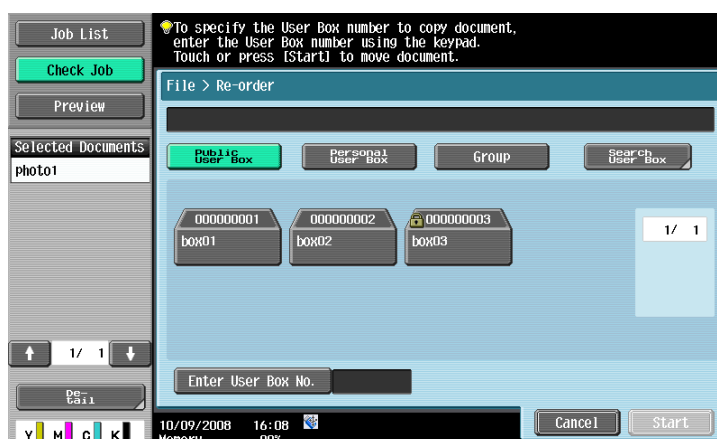 Job List
Check Job
Preview
Selected Documents
photo1
1/ 1
De-
tail
Y M C K
To specify the User Box number to copy document,
enter the User Box number using the keypad.
Touch or press [Start] to move document.
File > Re-order
Public
User Box
Personal
User Box
Group
Search
User Box
000000001
box01
000000002
box02
000000003
box03
1/ 1
Enter User Box No.
10/09/2008 16:08
Memory 99%
Cancel
Start